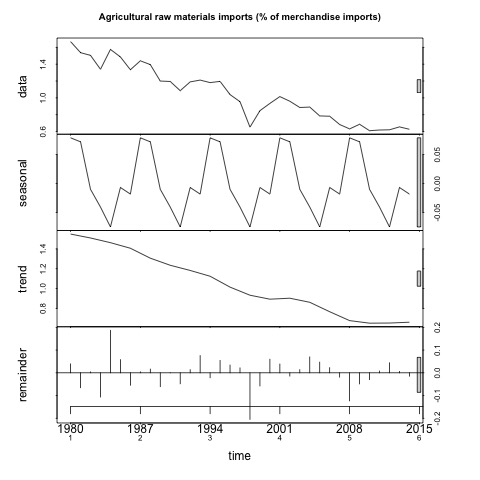 Agricultural raw materials imports (% of merchandise imports)
data
0.6 1.0 1.4
seasonal
-0.05 0.00 0.05
trend
0.8 1.0 1.2 1.4
remainder
-0.2 -0.1 0.0 0.1 0.2
1980 1987 1994 2001 2008 2015
1 2 3 4 5 6
time